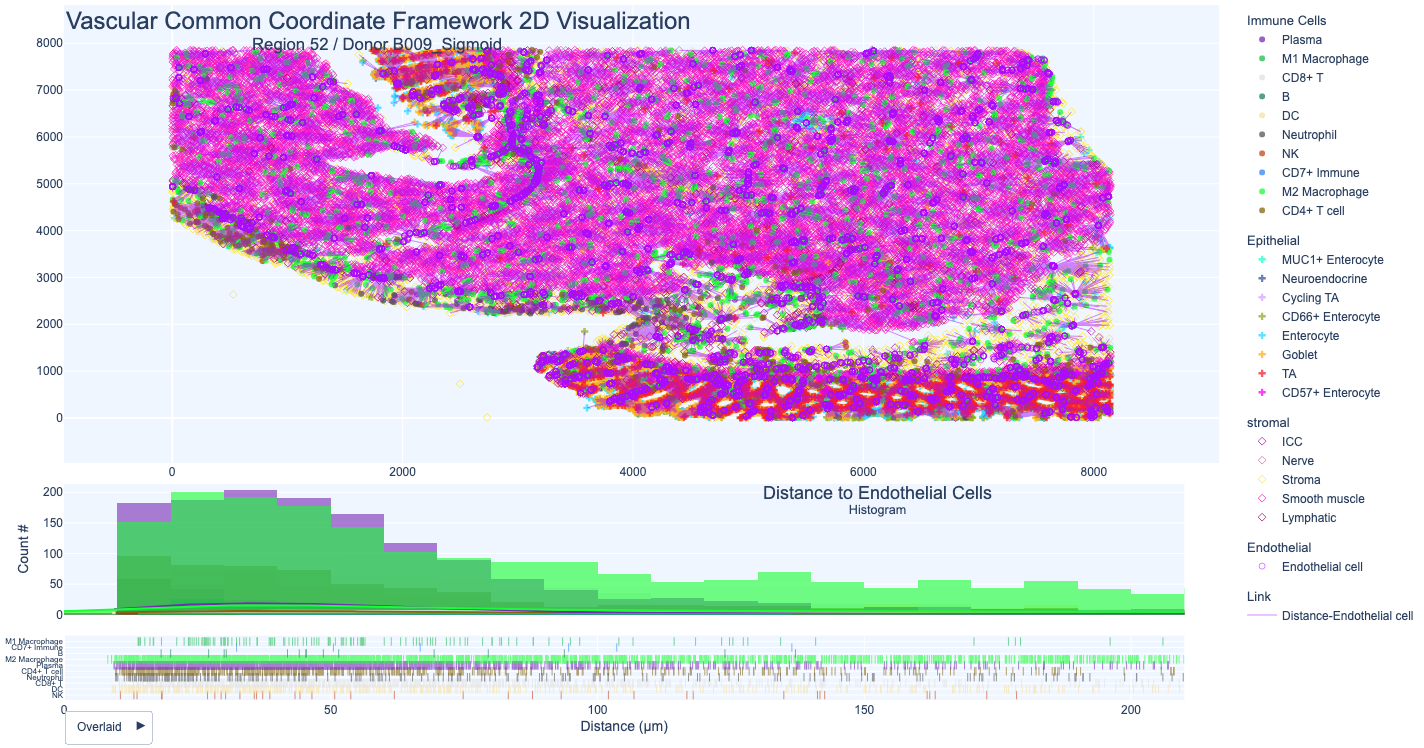 Vascular Common Coordinate Framework 2D Visualization
Region 52 / Donor B009_Sigmoid
8000
7000
6000
5000
4000
3000
2000
1000
0
0 2000 4000 6000 8000
Immune Cells
Plasma
M1 Macrophage
CD8+ T
B
DC
Neutrophil
NK
CD7+ Immune
M2 Macrophage
CD4+ T cell
Epithelial
MUC1+ Enterocyte
Neuroendocrine
Cycling TA
CD66+ Enterocyte
Enterocyte
Goblet
TA
CD57+ Enterocyte
stromal
ICC
Nerve
Stroma
Smooth muscle
Lymphatic
Endothelial
Endothelial cell
Link
Distance-Endothelial cell
Distance to Endothelial Cells
Histogram
Count #
200
150
100
50
0
M1 Macrophage
CD7+ Immune
B
M2 Macrophage
Plasma
CD4+ T cell
Neutrophil
CD8+ T
DC
NK
0 50 100 150 200
Distance (µm)
Overlaid ▶